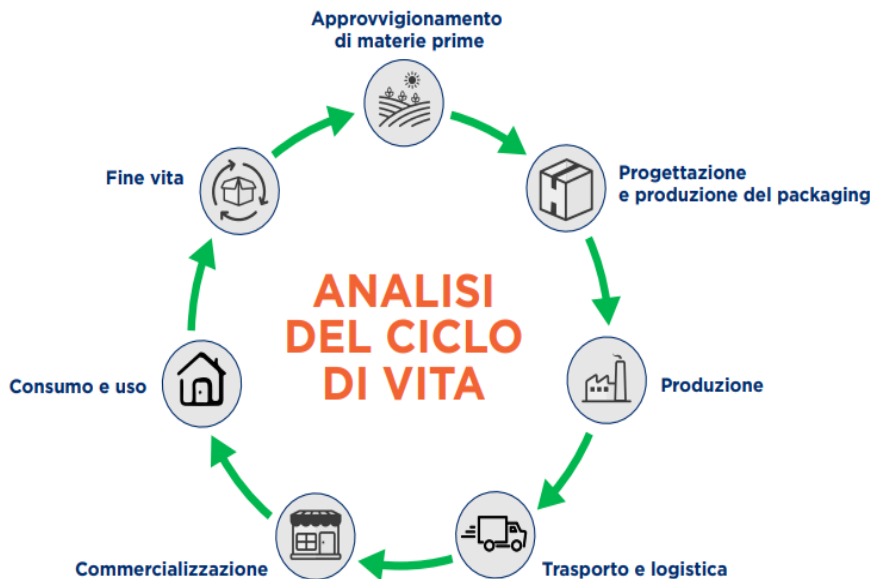 Approvvigionamento
di materie prime
Progettazione
e produzione del packaging
Produzione
Trasporto e logistica
Commercializzazione
Consumo e uso
Fine vita
ANALISI
DEL CICLO
DI VITA